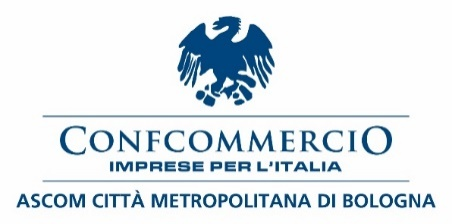 CONFCOMMERCIO
IMPRESE PER L'ITALIA
ASCOM CITTÀ METROPOLITANA DI BOLOGNA